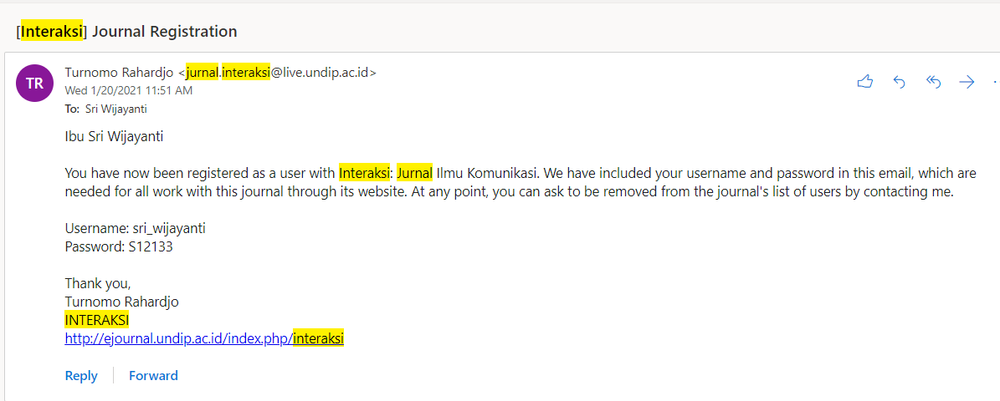 [Interaksi] Journal Registration
TR
Turnomo Rahardjo <jurnal.interaksi@live.undip.ac.id>
Wed 1/20/2021 11:51 AM
To: Sri Wijayanti
Ibu Sri Wijayanti
You have now been registered as a user with Interaksi: Jurnal Ilmu Komunikasi. We have included your username and password in this email, which are
needed for all work with this journal through its website. At any point, you can ask to be removed from the journal's list of users by contacting me.
Username: sri_wijayanti
Password: S12133
Thank you,
Turnomo Rahardjo
INTERAKSI
http://ejournal.undip.ac.id/index.php/interaksi
Reply Forward